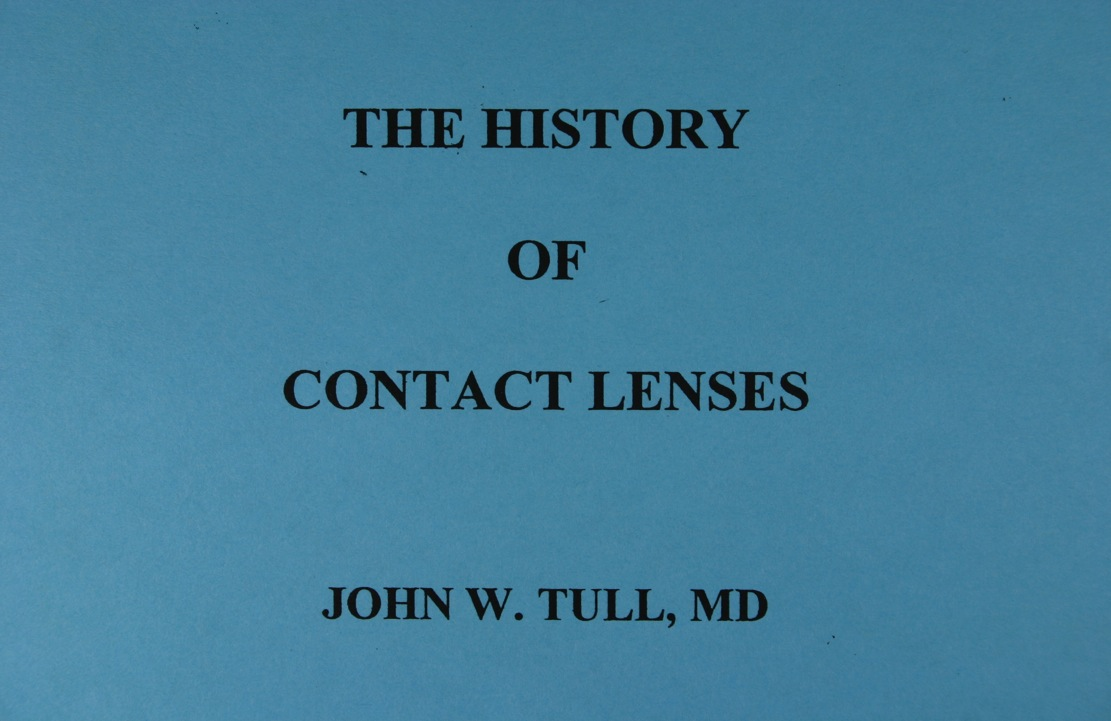 THE HISTORY
OF
CONTACT LENSES
JOHN W. TULL, MD